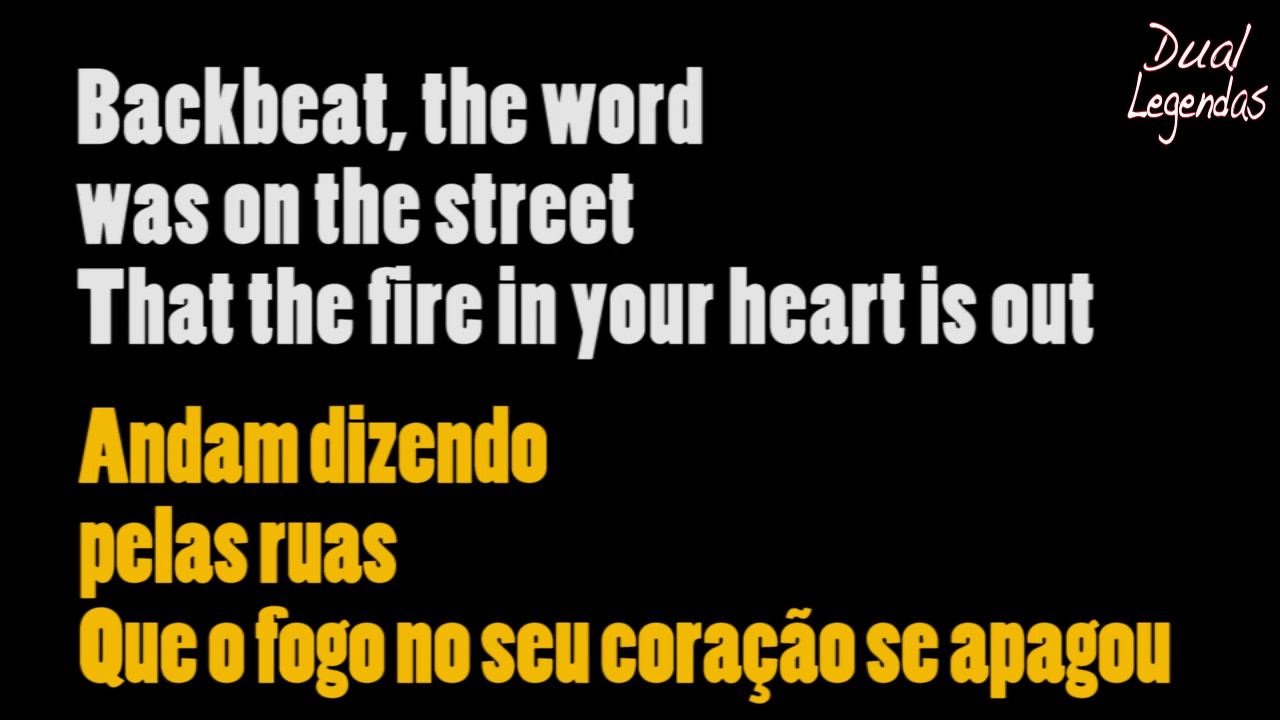 Dual
Legendas
Backbeat, the word
was on the street
That the fire in your heart is out
Andam dizendo
pelas ruas
Que o fogo no seu coração se apagou